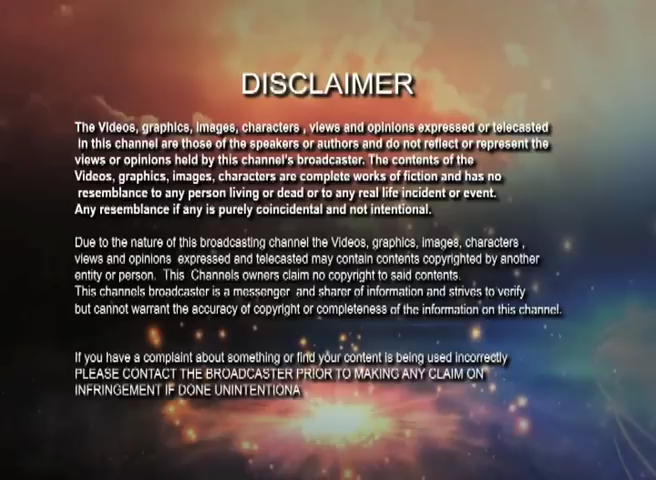 DISCLAIMER
The Videos, graphics, images, characters , views and opinions expressed or telecasted
in this channel are those of the speakers or authors and do not reflect or represent the
views or opinions held by this channel's broadcaster. The contents of the
Videos, graphics, images, characters are complete works of fiction and has no
resemblance to any person living or dead or to any real life incident or event.
Any resemblance if any is purely coincidental and not intentional.
Due to the nature of this broadcasting channel the Videos, graphics, images, characters ,
views and opinions expressed and telecasted may contain contents copyrighted by another
entity or person. This Channels owners claim no copyright to said contents.
This channels broadcaster is a messenger and sharer of information and strives to verify
but cannot warrant the accuracy of copyright or completeness of the information on this channel.
If you have a complaint about something or find your content is being used incorrectly
PLEASE CONTACT THE BROADCASTER PRIOR TO MAKING ANY CLAIM ON
INFRINGEMENT IF DONE UNINTENTIONA